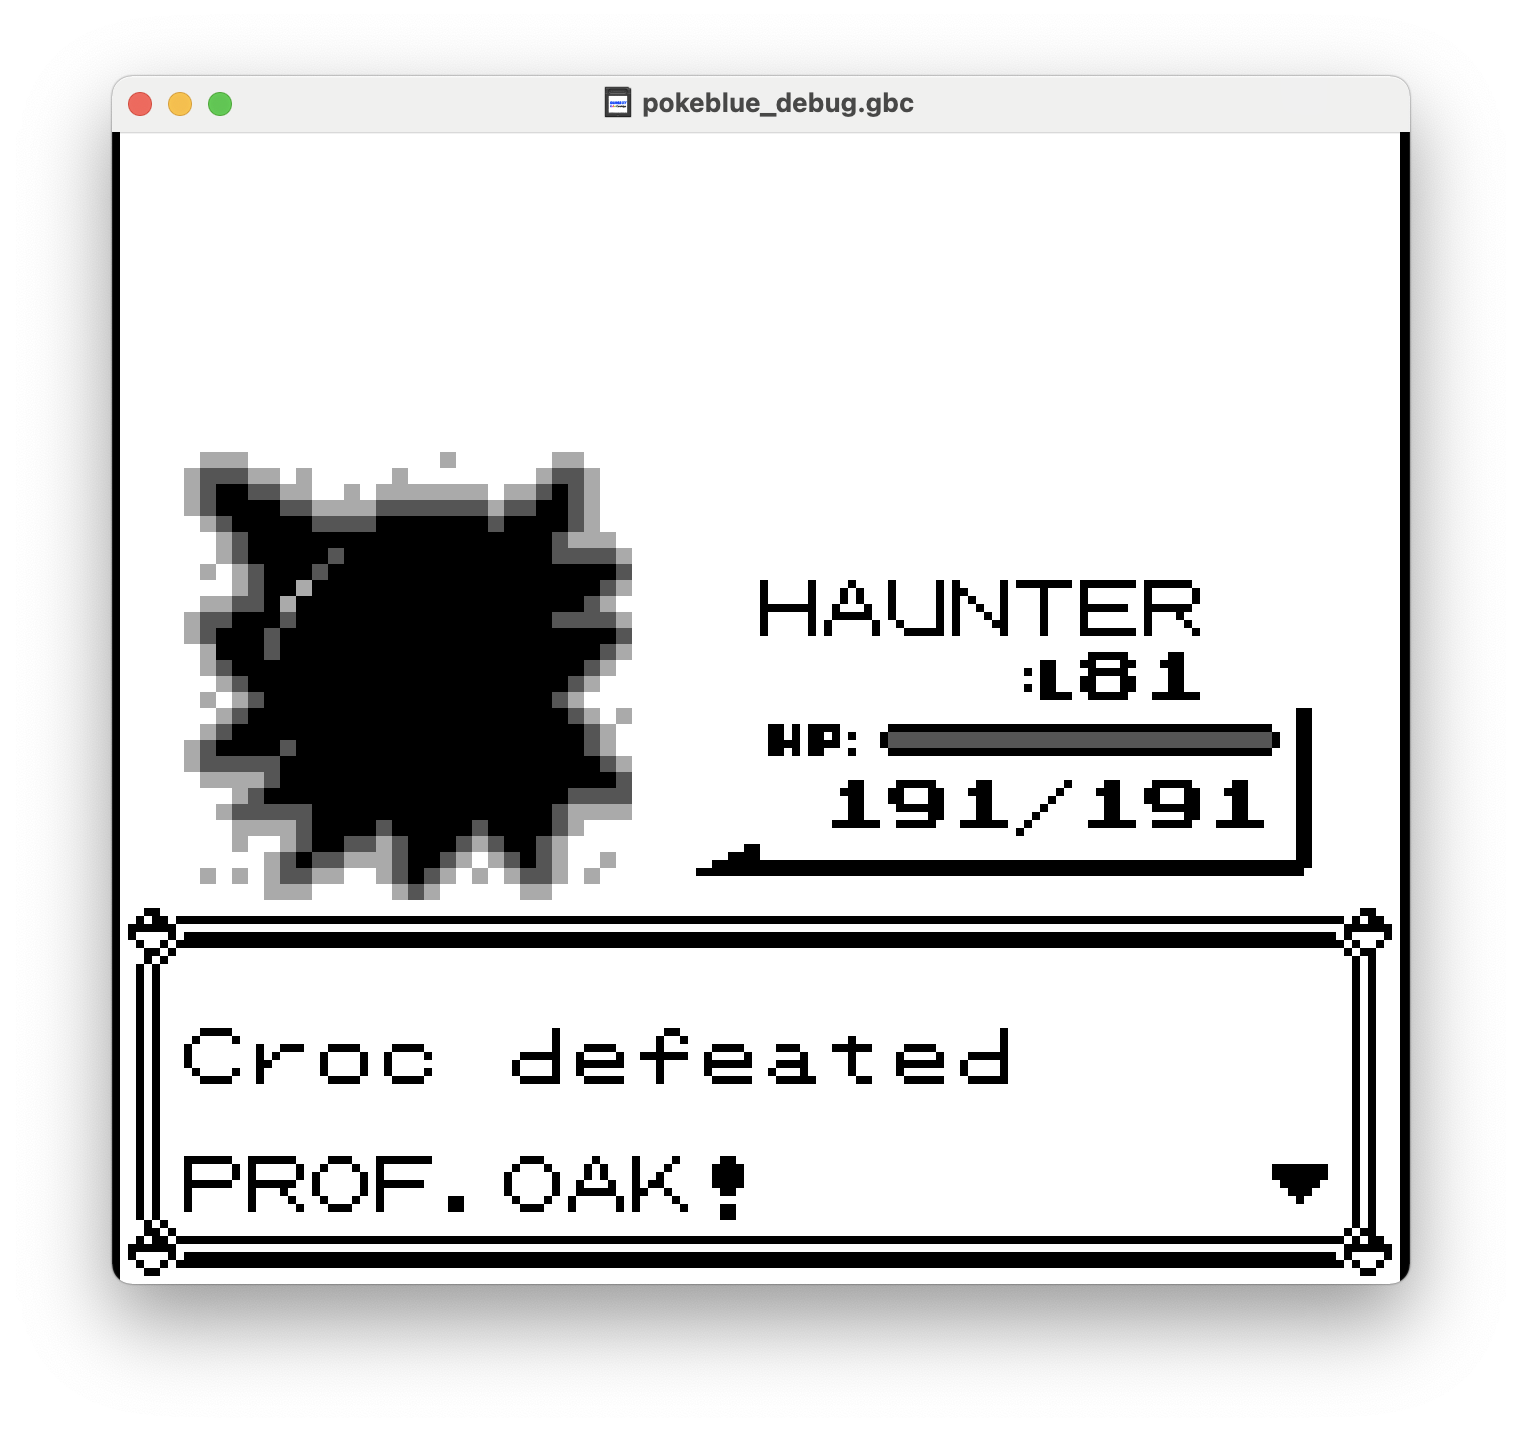 pokeblue_debug.gbc
HAUNTER
:L81
HP:
191/191
Croc defeated
PROF.OAK!